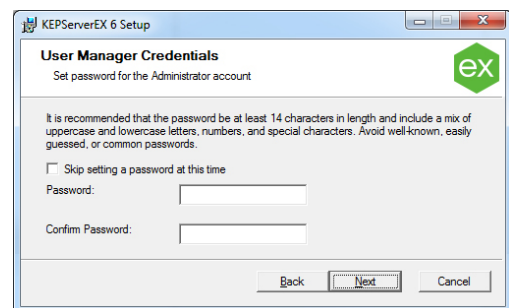 KEPServerEX 6 Setup
User Manager Credentials
Set password for the Administrator account
ex
It is recommended that the password be at least 14 characters in length and include a mix of
uppercase and lowercase letters, numbers, and special characters. Avoid well-known, easily
guessed, or common passwords.
Skip setting a password at this time
Password:
Confirm Password:
Back Next Cancel